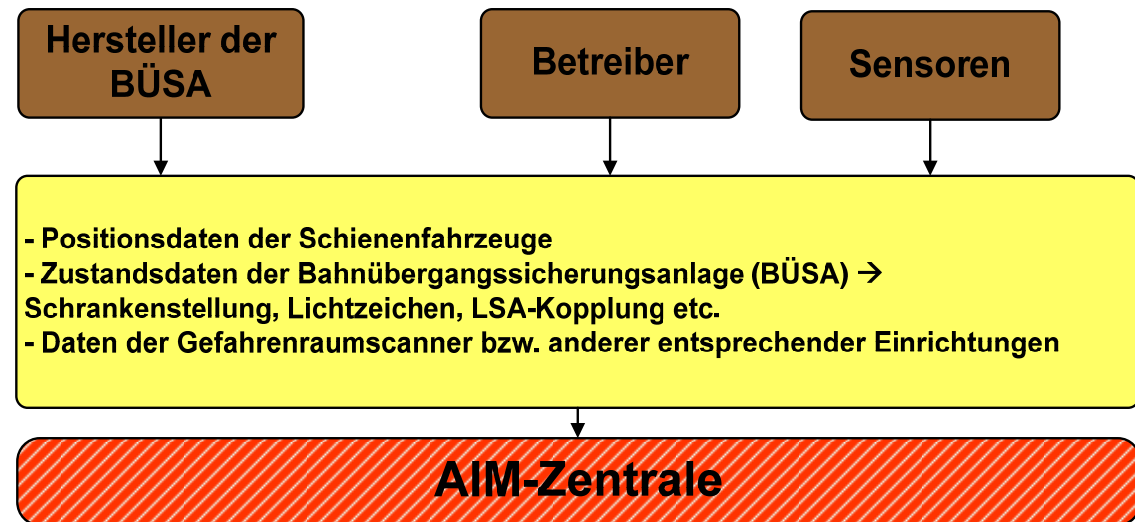 Hersteller der
BÜSA
Betreiber
Sensoren
- Positionsdaten der Schienenfahrzeuge
- Zustandsdaten der Bahnübergangssicherungsanlage (BÜSA) →
Schrankenstellung, Lichtzeichen, LSA-Kopplung etc.
- Daten der Gefahrenraumscanner bzw. anderer entsprechender Einrichtungen
AIM-Zentrale